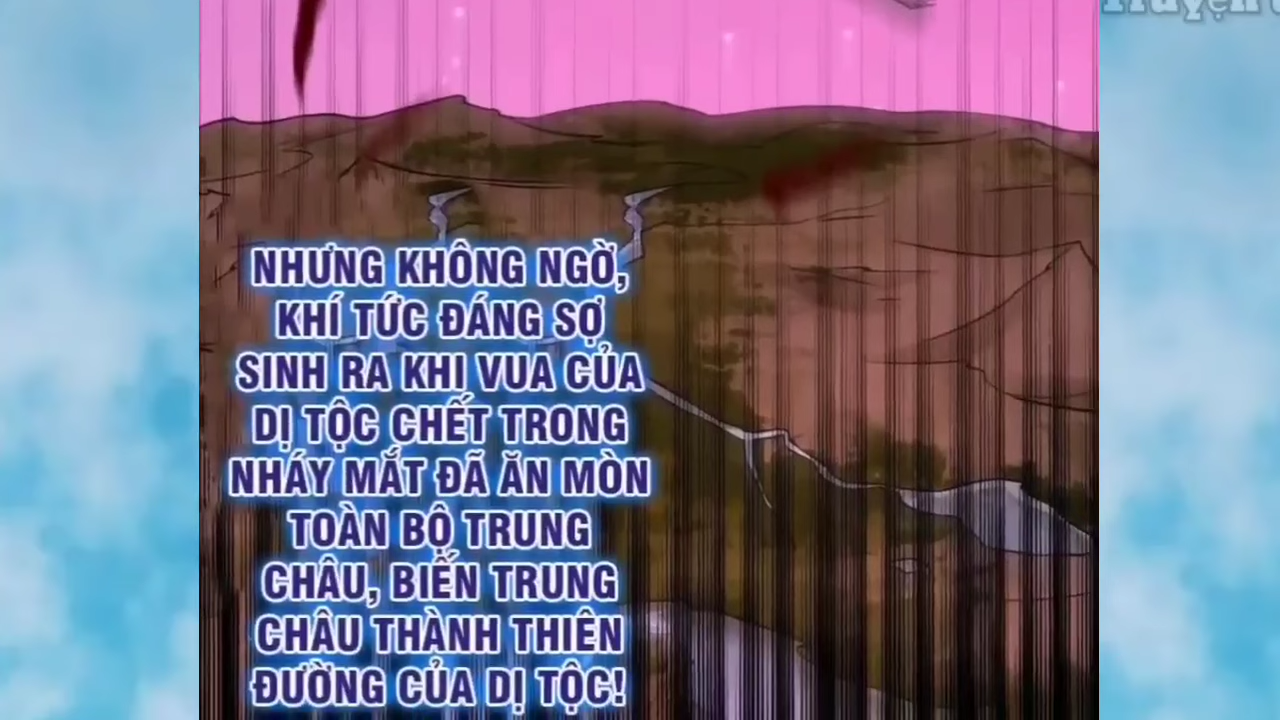 Truyện
NHƯNG KHÔNG NGỜ,
KHÍ TỨC ĐÁNG SỢ
SINH RA KHI VUA CỦA
DỊ TỘC CHẾT TRONG
NHÁY MẮT ĐÃ ĂN MÒN
TOÀN BỘ TRUNG
CHÂU, BIẾN TRUNG
CHÂU THÀNH THIÊN
ĐƯỜNG CỦA DỊ TỘC!